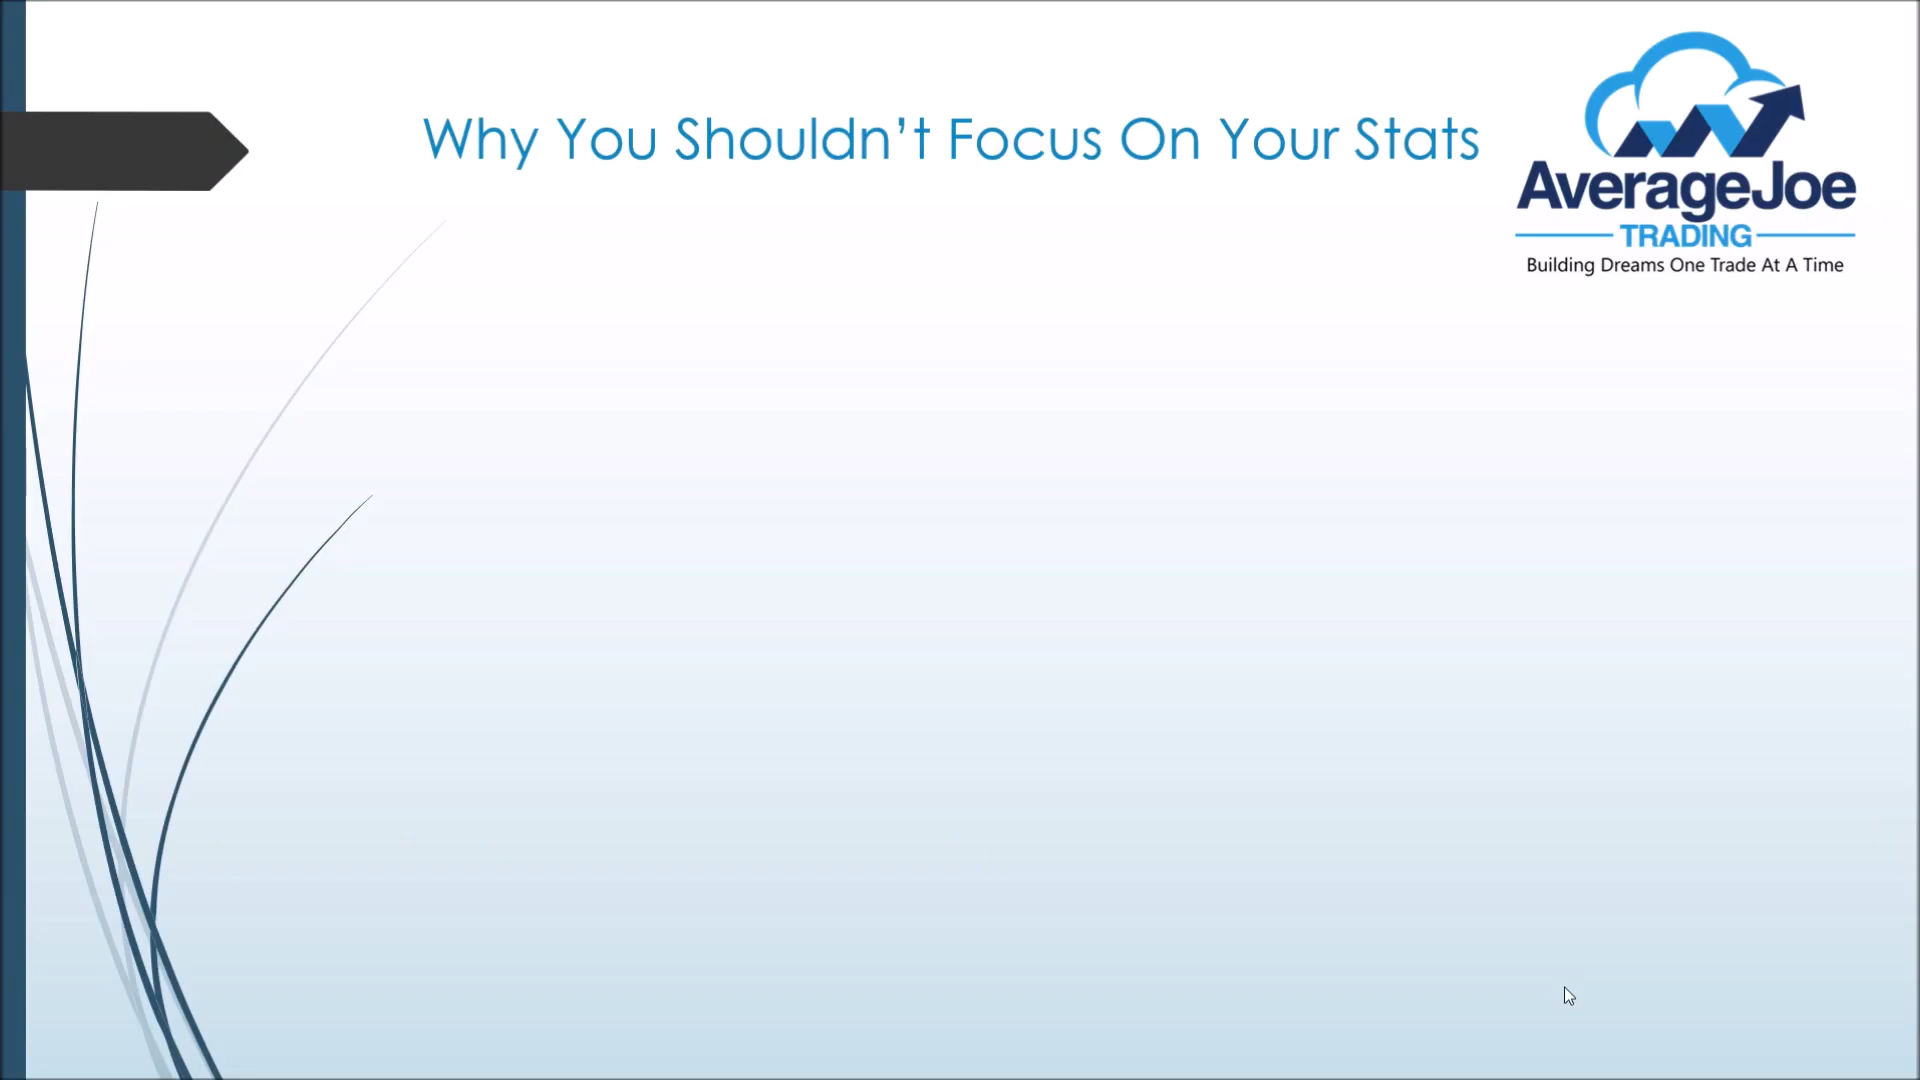 Why You Shouldn’t Focus On Your Stats
AverageJoe
TRADING
Building Dreams One Trade At A Time